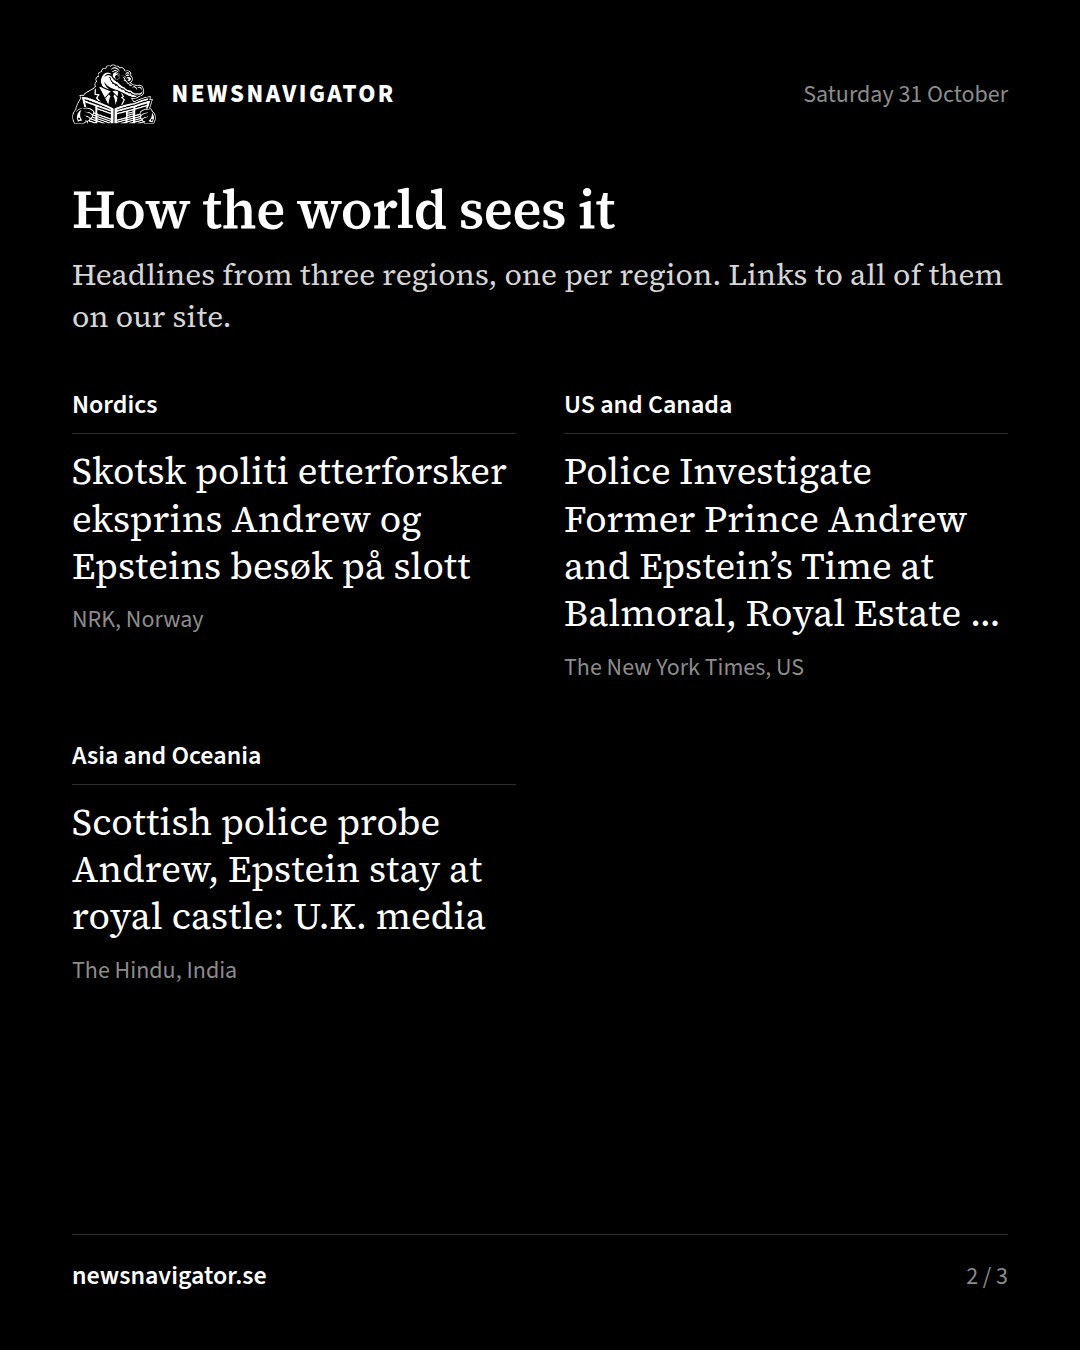 NEWSNAVIGATOR
Saturday 31 October
How the world sees it
Headlines from three regions, one per region. Links to all of them
on our site.
Nordics
Skotsk politi etterforsker
eksprins Andrew og
Epsteins besøk på slott
NRK, Norway
US and Canada
Police Investigate
Former Prince Andrew
and Epstein’s Time at
Balmoral, Royal Estate ...
The New York Times, US
Asia and Oceania
Scottish police probe
Andrew, Epstein stay at
royal castle: U.K. media
The Hindu, India
newsnavigator.se
2 / 3